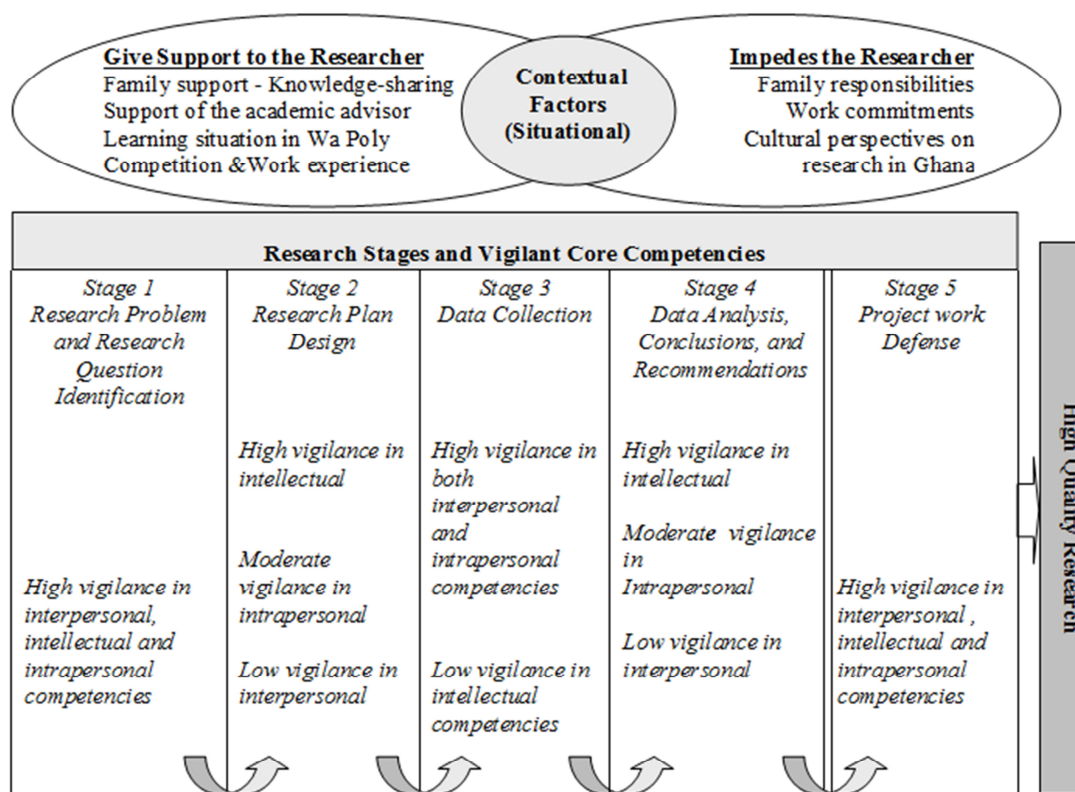 Give Support to the Researcher
Family support - Knowledge-sharing
Support of the academic advisor
Learning situation in Wa Poly
Competition &Work experience
Contextual
Factors
(Situational)
Impedes the Researcher
Family responsibilities
Work commitments
Cultural perspectives on
research in Ghana
Research Stages and Vigilant Core Competencies
Stage 1
Research Problem
and Research
Question
Identification
High vigilance in
interpersonal,
intellectual and
intrapersonal
competencies
Stage 2
Research Plan
Design
High vigilance in
intellectual
Moderate
vigilance in
intrapersonal
Low vigilance in
interpersonal
Stage 3
Data Collection
High vigilance in
both
interpersonal
and
intrapersonal
competencies
Low vigilance in
intellectual
competencies
Stage 4
Data Analysis,
Conclusions, and
Recommendations
High vigilance in
intellectual
Moderate vigilance
in
Intrapersonal
Low vigilance in
interpersonal
Stage 5
Project work
Defense
High vigilance in
interpersonal ,
intellectual and
intrapersonal
competencies
High Quality Research